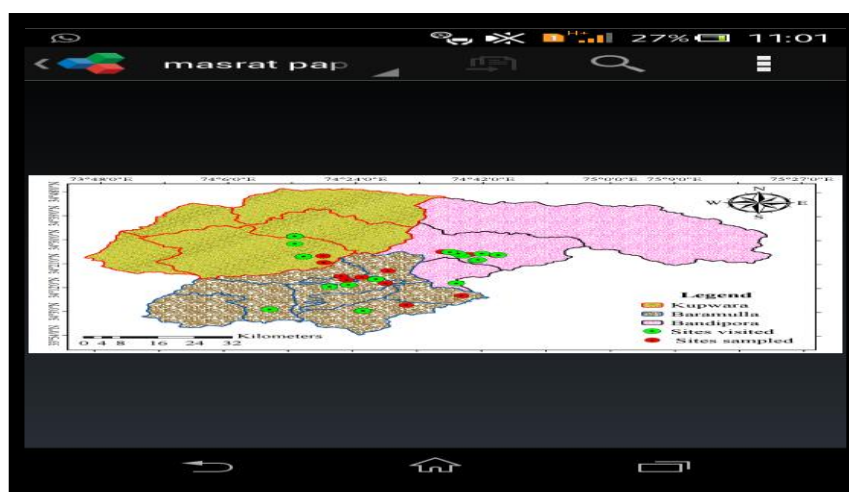 H+
1
27%
11:01
masrat pap
73°48'0"E 74°6'0"E 74°24'0"E 74°42'0"E 75°0'0"E 75°9'0"E 75°27'0"E
N
W E
S
Legend
Kupwara
Baramulla
Bandipora
Sites visited
Sites sampled
Kilometers
0 4 8 16 24 32